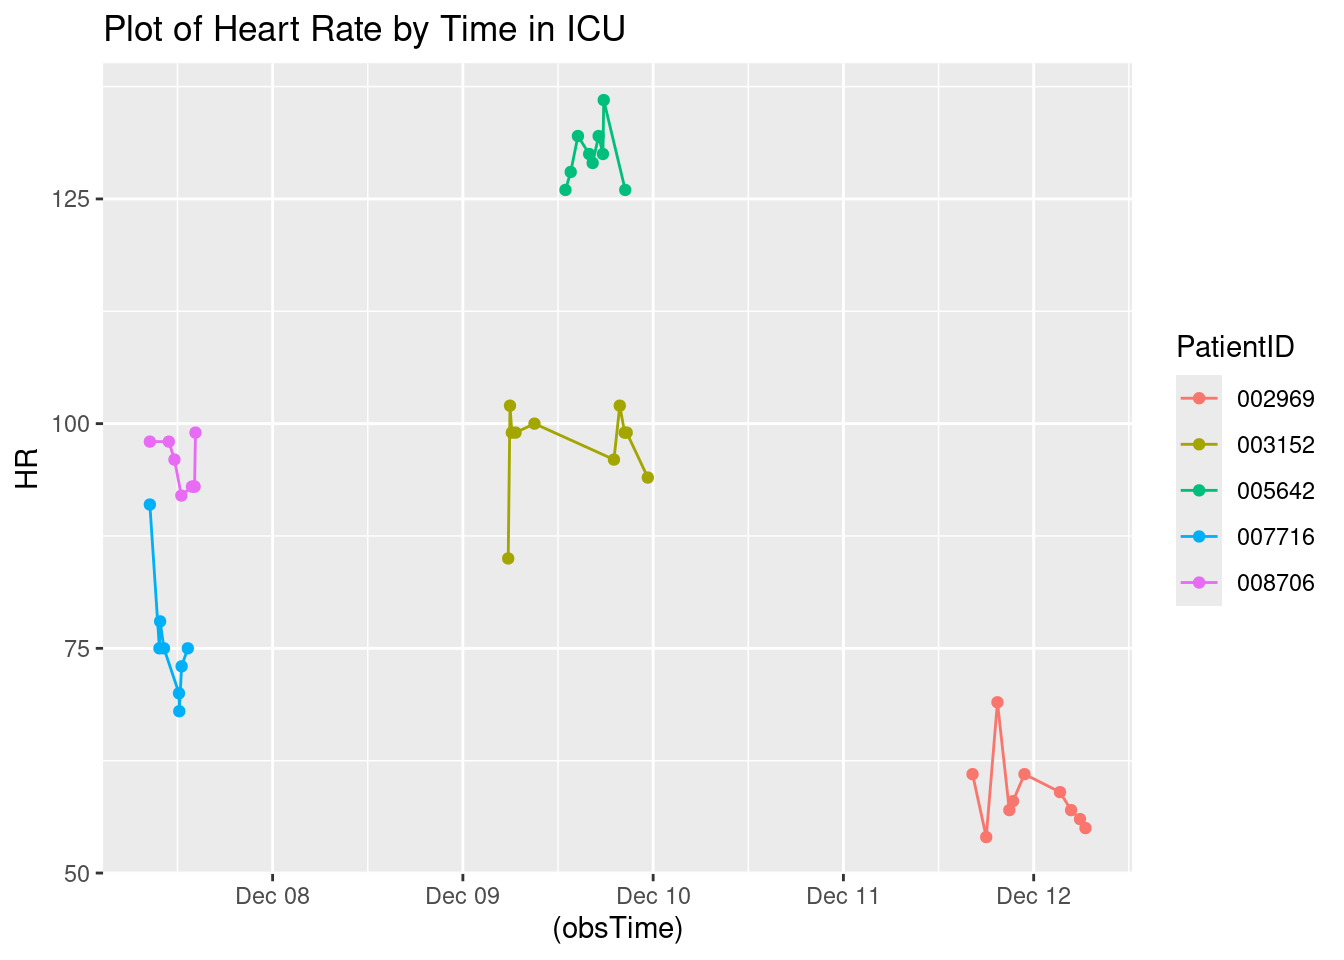 Plot of Heart Rate by Time in ICU
HR
125
100
75
50
Dec 08 Dec 09 Dec 10 Dec 11 Dec 12
(obsTime)
PatientID
002969
003152
005642
007716
008706